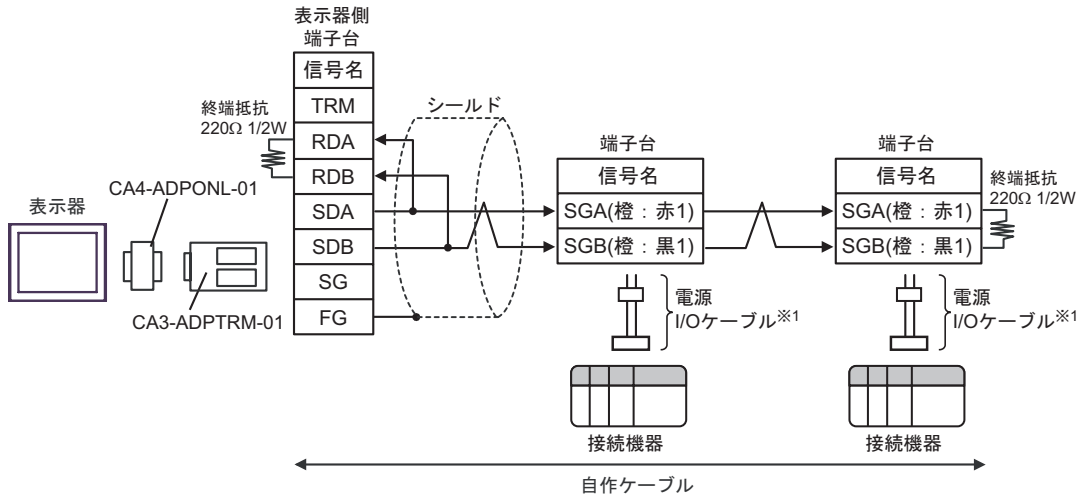 表示器側
端子台
信号名
TRM
RDA
RDB
SDA
SDB
SG
FG
終端抵抗
220Ω 1/2W
シールド
CA4-ADPONL-01
表示器
CA3-ADPTRM-01
端子台
信号名
SGA(橙：赤1)
SGB(橙：黒1)
電源
I/Oケーブル※1
接続機器
端子台
信号名
SGA(橙：赤1)
SGB(橙：黒1)
終端抵抗
220Ω 1/2W
電源
I/Oケーブル※1
接続機器
自作ケーブル